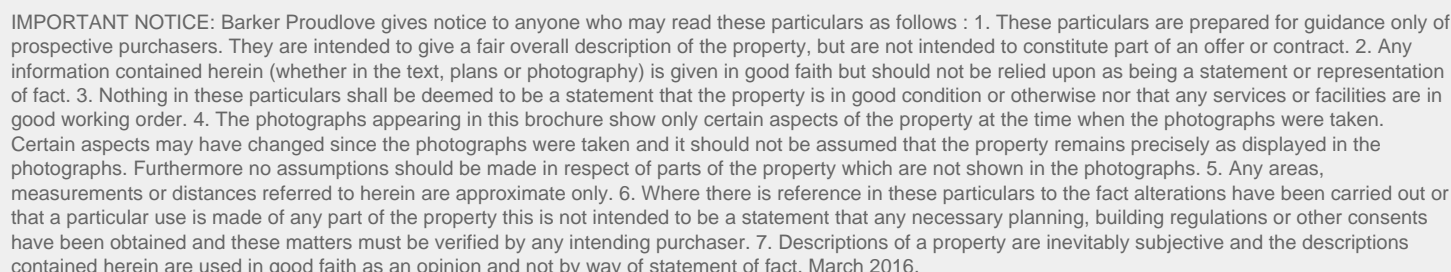 IMPORTANT NOTICE: Barker Proudlove gives notice to anyone who may read these particulars as follows : 1. These particulars are prepared for guidance only of
prospective purchasers. They are intended to give a fair overall description of the property, but are not intended to constitute part of an offer or contract. 2. Any
information contained herein (whether in the text, plans or photography) is given in good faith but should not be relied upon as being a statement or representation
of fact. 3. Nothing in these particulars shall be deemed to be a statement that the property is in good condition or otherwise nor that any services or facilities are in
good working order. 4. The photographs appearing in this brochure show only certain aspects of the property at the time when the photographs were taken.
Certain aspects may have changed since the photographs were taken and it should not be assumed that the property remains precisely as displayed in the
photographs. Furthermore no assumptions should be made in respect of parts of the property which are not shown in the photographs. 5. Any areas,
measurements or distances referred to herein are approximate only. 6. Where there is reference in these particulars to the fact alterations have been carried out or
that a particular use is made of any part of the property this is not intended to be a statement that any necessary planning, building regulations or other consents
have been obtained and these matters must be verified by any intending purchaser. 7. Descriptions of a property are inevitably subjective and the descriptions
contained herein are used in good faith as an opinion and not by way of statement of fact. March 2016.